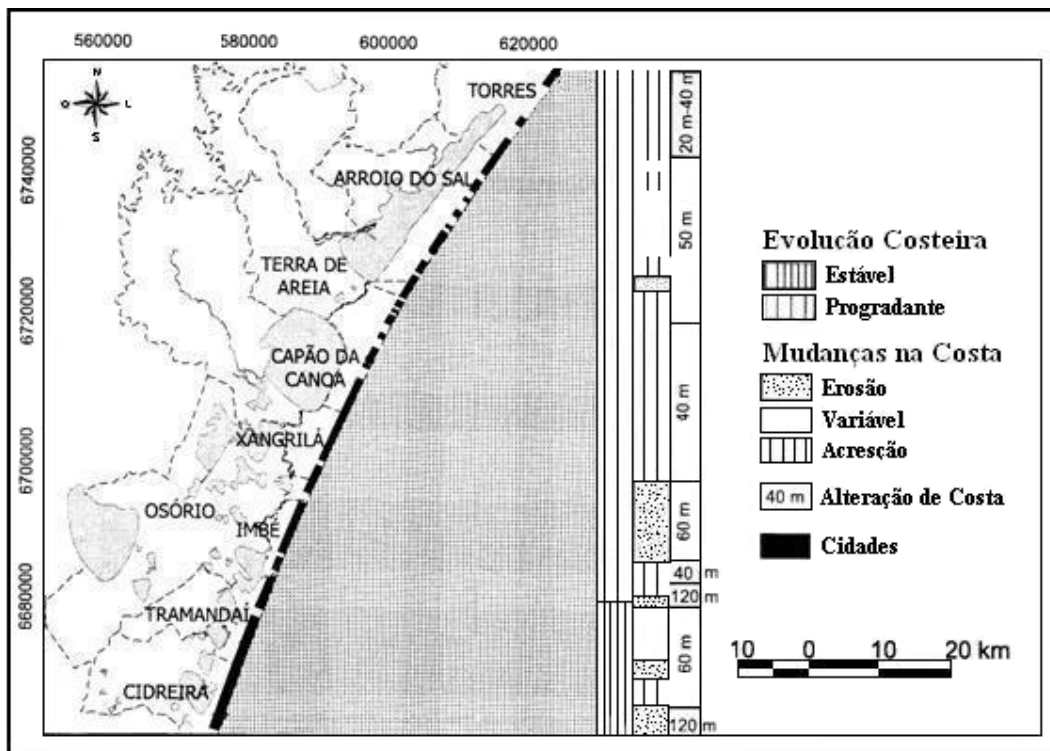 560000 580000 600000 620000
N
O L
S
6740000
6720000
6700000
6680000
TORRES
ARROIO DO SAL
TERRA DE
AREIA
CAPÃO DA
CANOA
XANGRILÁ
OSÓRIO
IMBÉ
TRAMANDAÍ
CIDREIRA
20 m-40 m
50 m
40 m
60 m
40 m
120 m
60 m
120 m
Evolucão Costeira
Estável
Progradante
Mudanças na Costa
Erosão
Variável
Acresção
40 m Alteração de Costa
Cidades
10 0 10 20 km